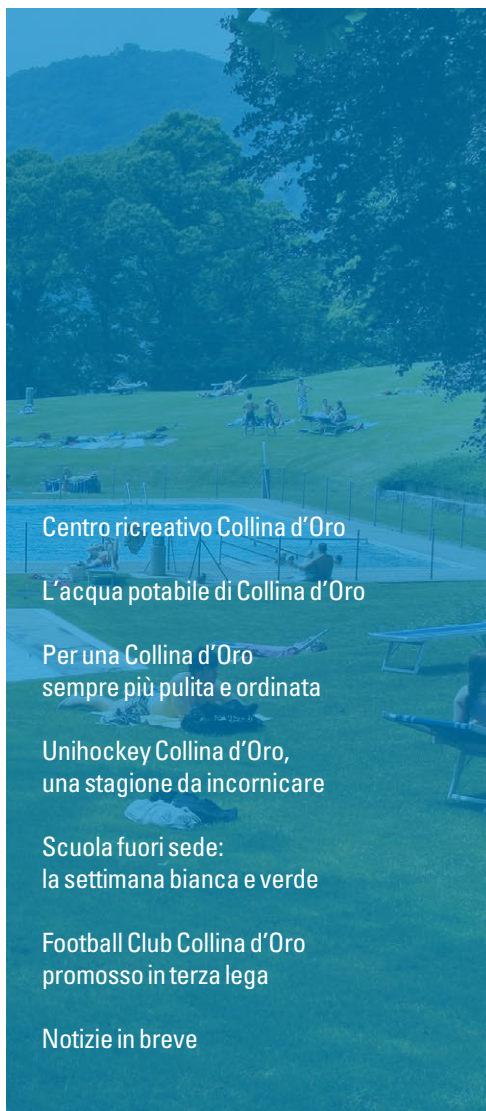 Centro ricreativo Collina d’Oro
L’acqua potabile di Collina d’Oro
Per una Collina d’Oro
sempre più pulita e ordinata
Unihockey Collina d’Oro,
una stagione da incorniciare
Scuola fuori sede:
la settimana bianca e verde
Football Club Collina d’Oro
promosso in terza lega
Notizie in breve